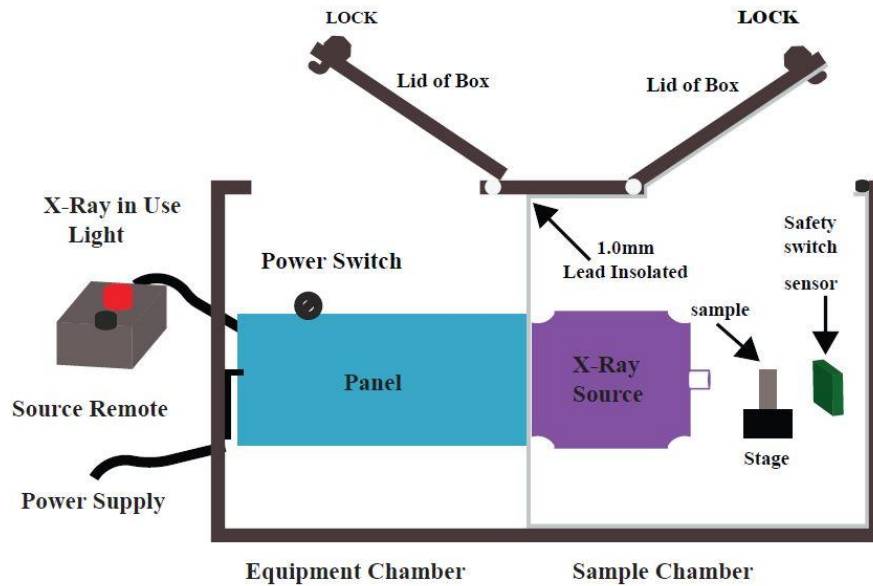 LOCK
LOCK
Lid of Box
Lid of Box
X-Ray in Use
Light
Power Switch
1.0mm
Lead Insolated
Safety
switch
sensor
sample
Panel
X-Ray
Source
Source Remote
Stage
Power Supply
Equipment Chamber
Sample Chamber